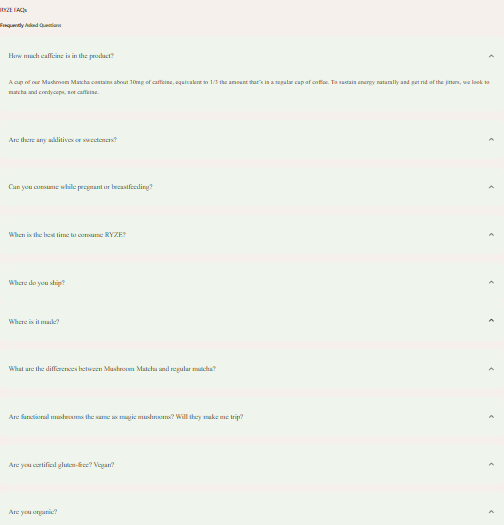 RYZE FAQs
Frequently Asked Questions
How much caffeine is in the product?
A cup of our Mushroom Matcha contains about 30mg of caffeine, equivalent to 1/3 the amount that's in a regular cup of coffee. To sustain energy naturally and get rid of the jitters, we look to
matcha and cordyceps, not caffeine.
Are there any additives or sweeteners?
Can you consume while pregnant or breastfeeding?
When is the best time to consume RYZE?
Where do you ship?
Where is it made?
What are the differences between Mushroom Matcha and regular matcha?
Are functional mushrooms the same as magic mushrooms? Will they make me trip?
Are you certified gluten-free? Vegan?
Are you organic?